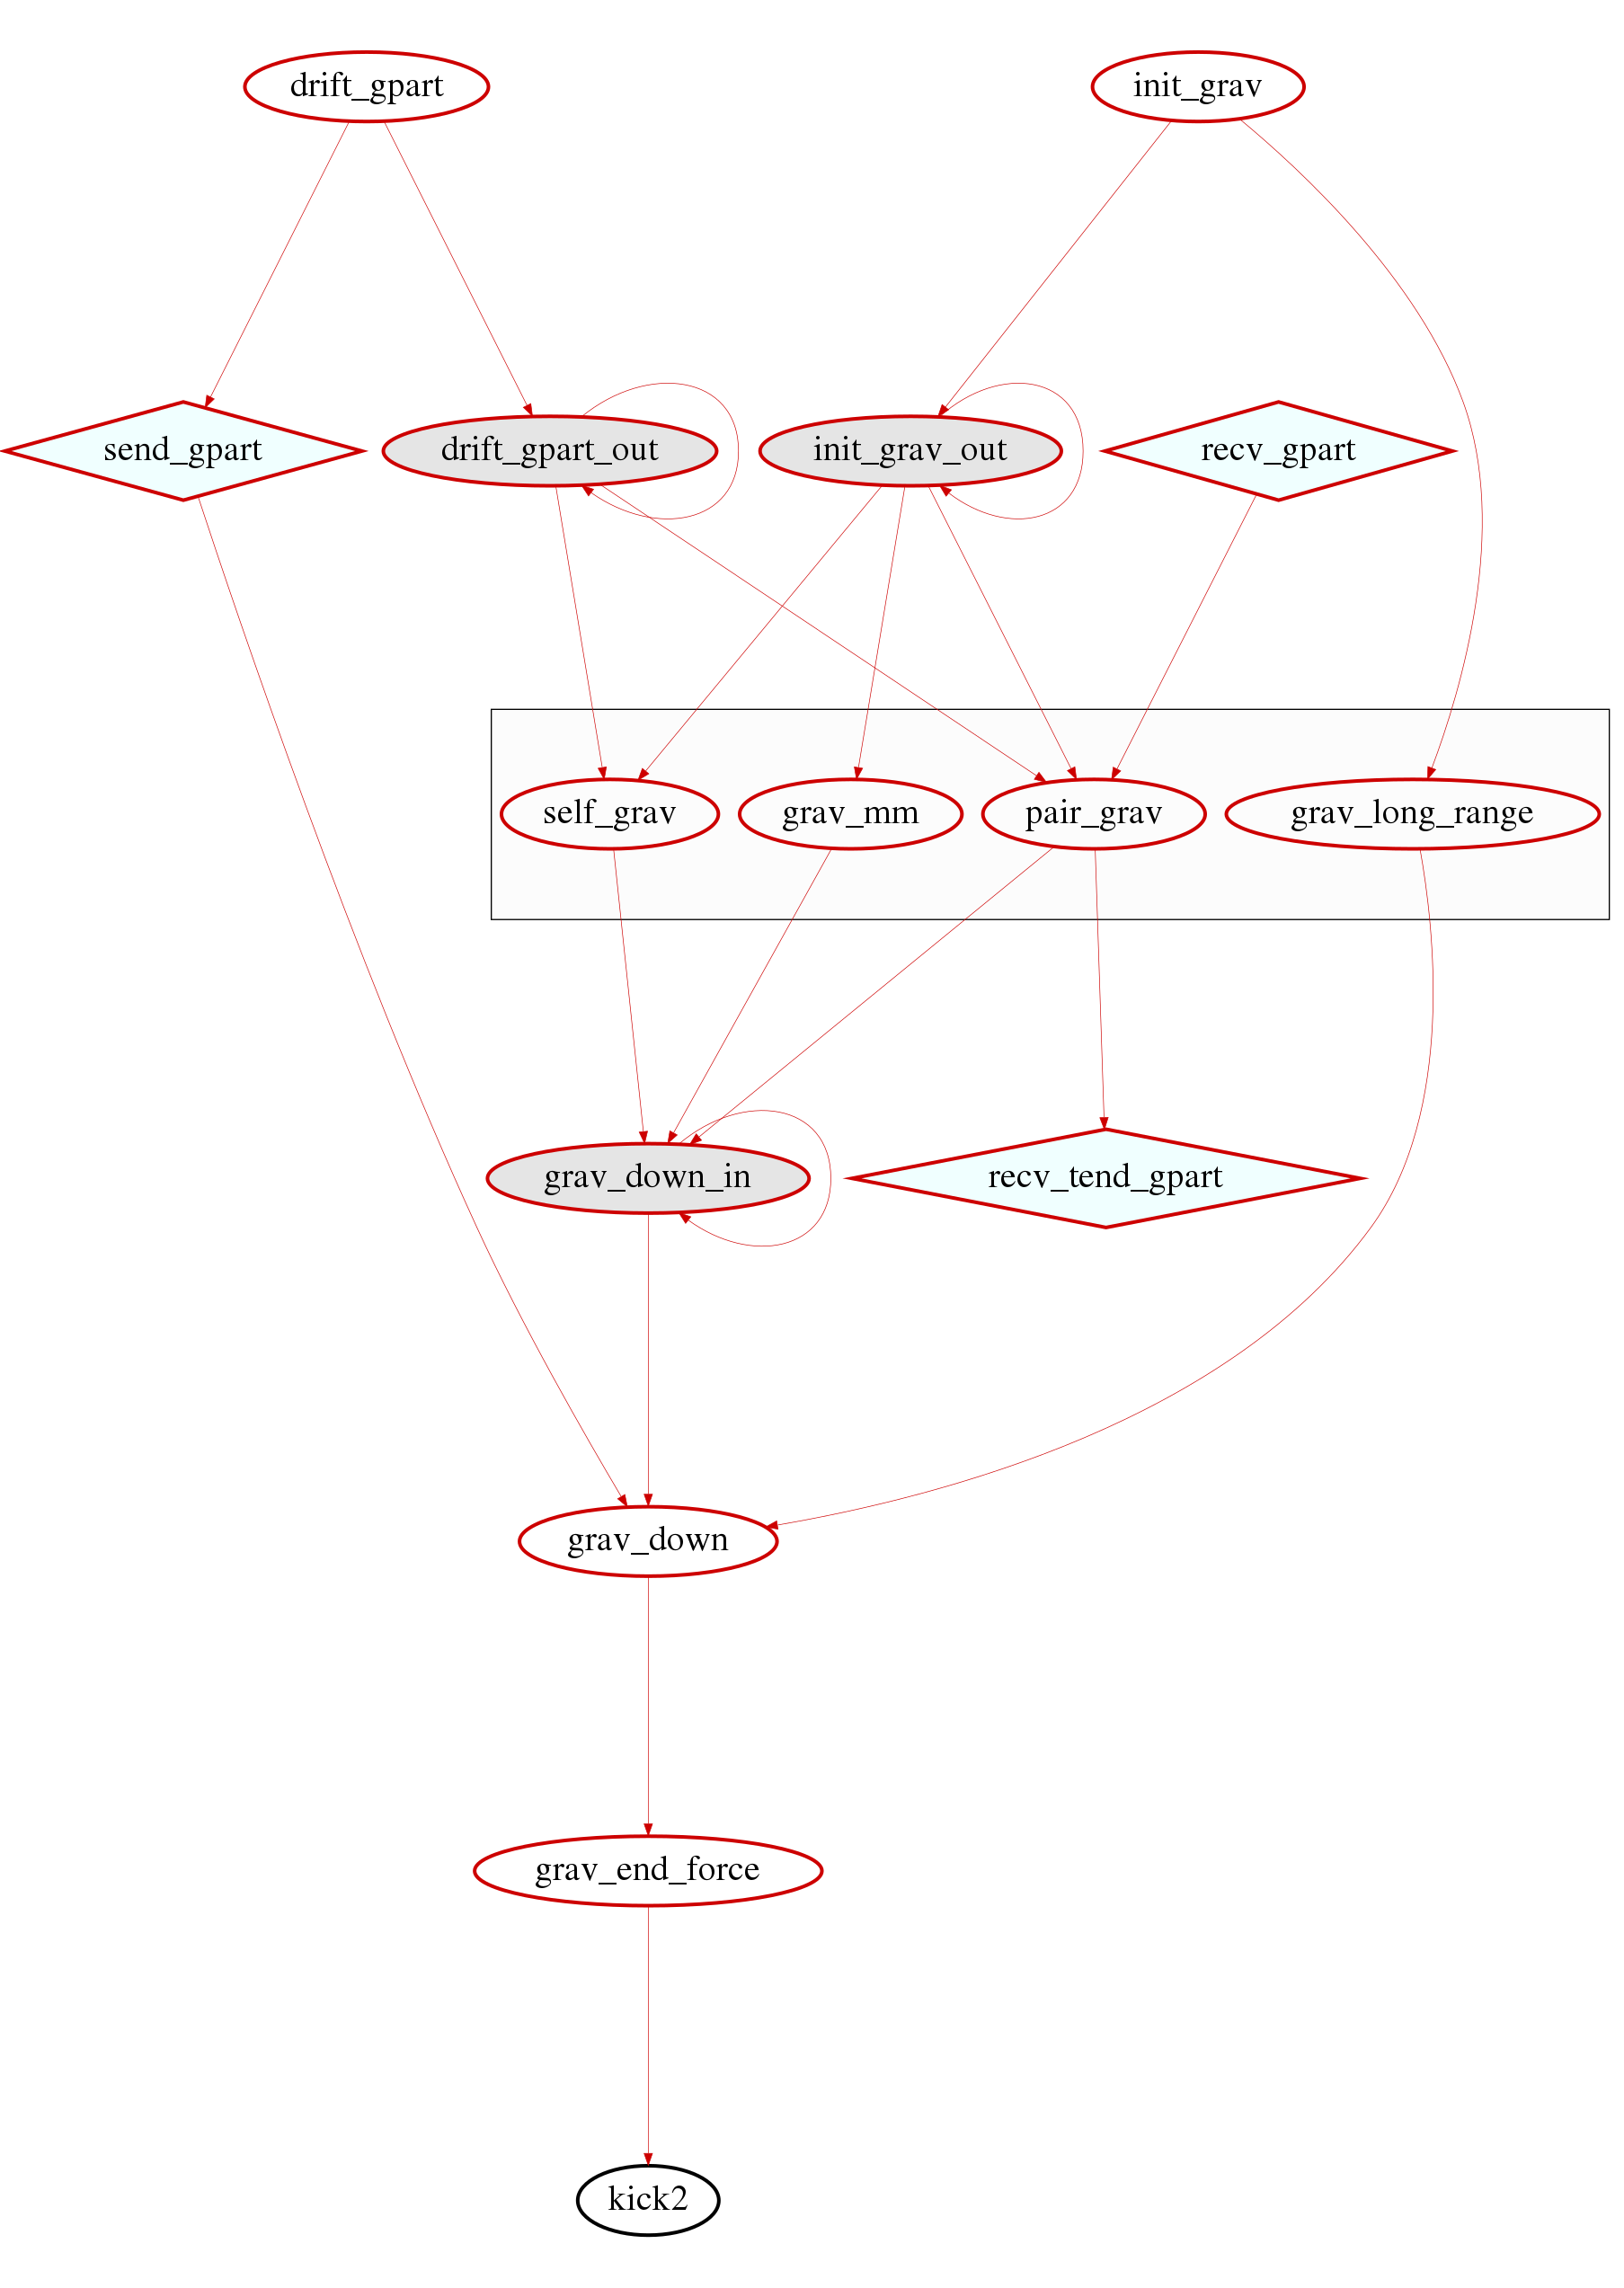 drift_gpart
init_grav
send_gpart
drift_gpart_out
init_grav_out
recv_gpart
self_grav
grav_mm
pair_grav
grav_long_range
grav_down_in
recv_tend_gpart
grav_down
grav_end_force
kick2